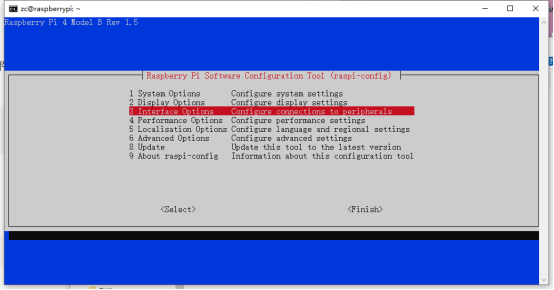 zc@raspberrypi: ~
Raspberry Pi 4 Model B Rev 1.5
Raspberry Pi Software Configuration Tool (raspi-config)
1 System Options Configure system settings
2 Display Options Configure display settings
3 Interface Options Configure connections to peripherals
4 Performance Options Configure performance settings
5 Localisation Options Configure language and regional settings
6 Advanced Options Configure advanced settings
8 Update Update this tool to the latest version
9 About raspi-config Information about this configuration tool
<Select> <Finish>